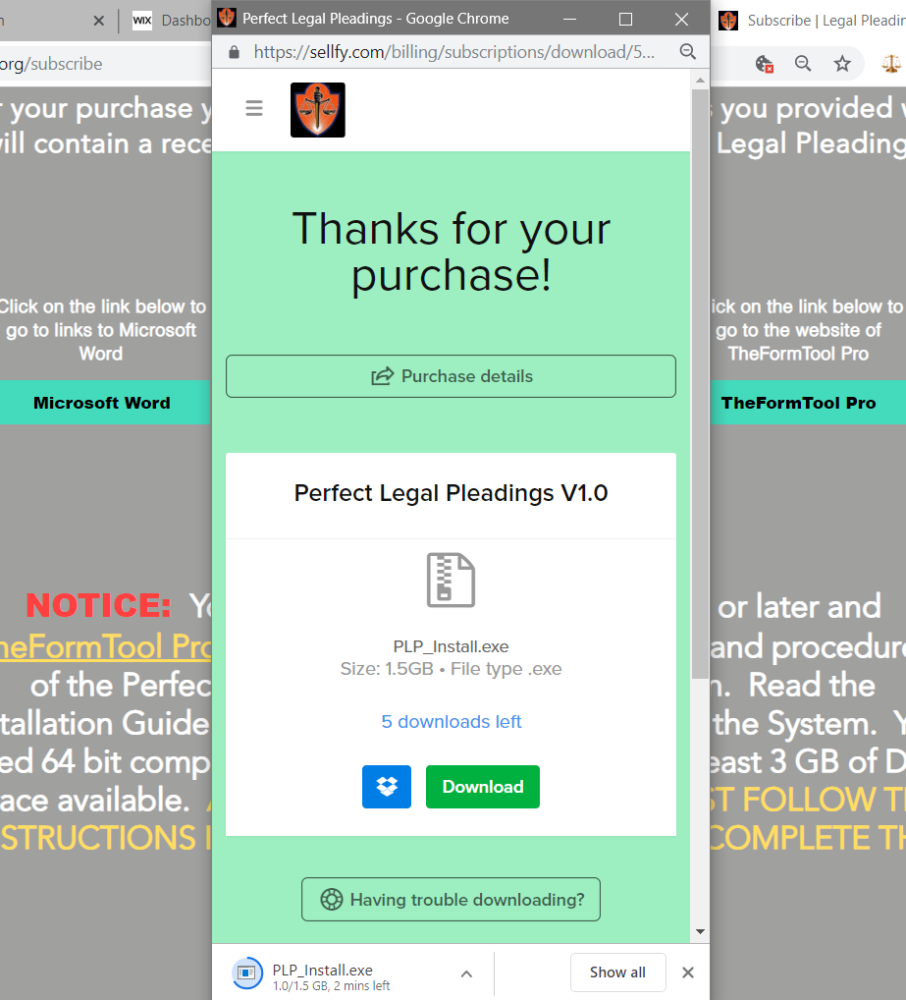 WIX
Dashbo
Perfect Legal Pleadings - Google Chrome
Subscribe | Legal Pleadin
org/subscribe
https://sellfy.com/billing/subscriptions/download/5...
r your purchase y
s you provided w
ill contain a rece
Legal Pleading
Thanks for your
purchase!
Click on the link below to
go to links to Microsoft
Word
ick on the link below to
go to the website of
TheFormTool Pro
Purchase details
Microsoft Word
TheFormTool Pro
Perfect Legal Pleadings V1.0
PLP_Install.exe
Size: 1.5GB • File type .exe
5 downloads left
Download
NOTICE: Yo
or later and
heFormTool Pro
and procedure
of the Perfec
n. Read the
tallation Guide
the System. Y
ed 64 bit comp
east 3 GB of D
ace available.
ST FOLLOW TH
STRUCTIONS I
COMPLETE TH
Having trouble downloading?
PLP_Install.exe
1.0/1.5 GB, 2 mins left
Show all